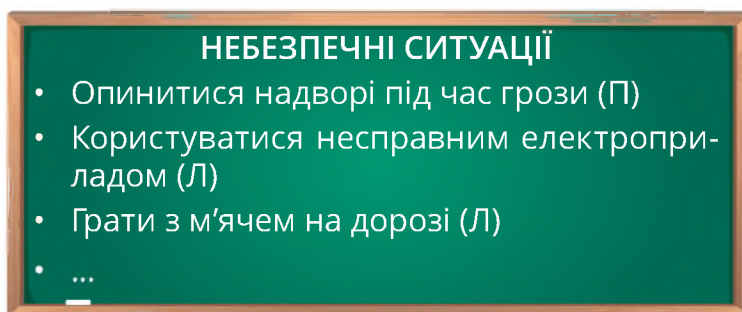 НЕБЕЗПЕЧНІ СИТУАЦІЇ
• Опинитися надворі під час грози (П)
• Користуватися несправним електропри-
ладом (Л)
• Грати з м’ячем на дорозі (Л)
• ...